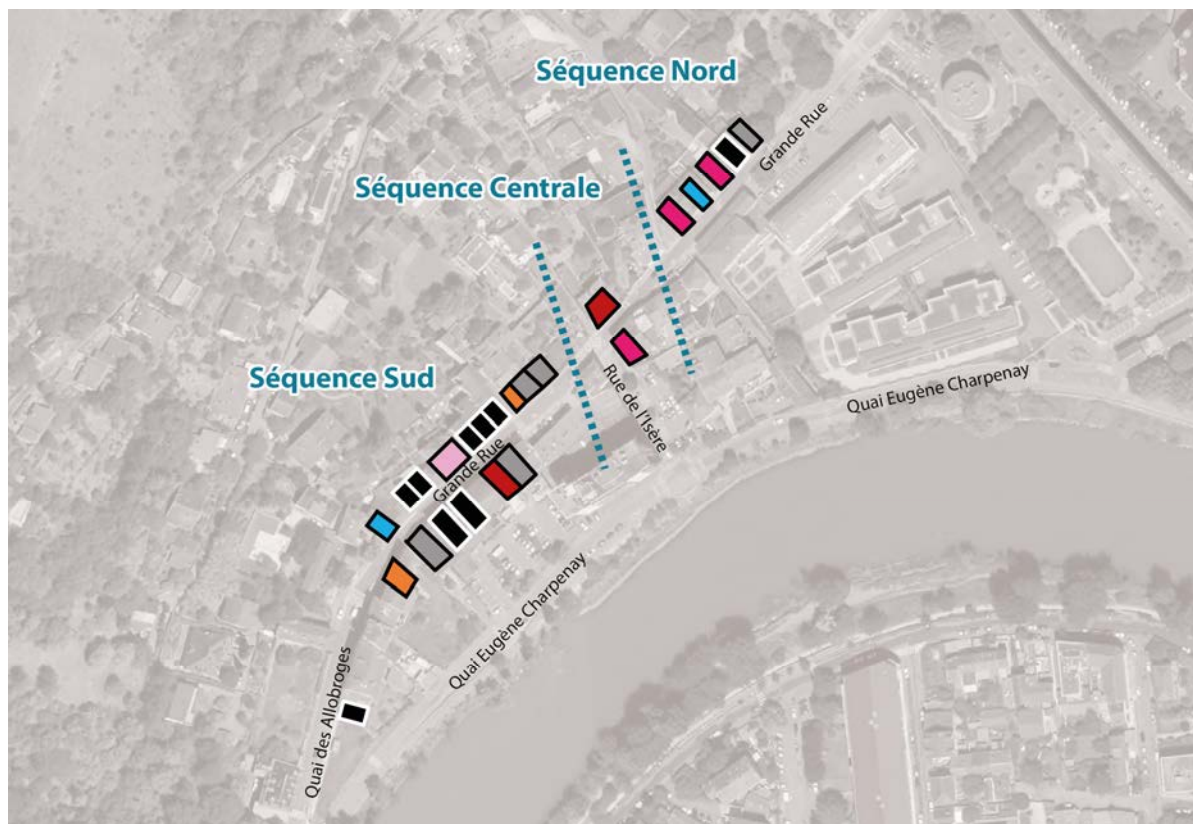 Séquence Nord
Grande Rue
Séquence Centrale
Séquence Sud
Rue de l'Isère
Quai Eugène Charpenay
Grande Rue
Quai Eugène Charpenay
Quai des Allobroges